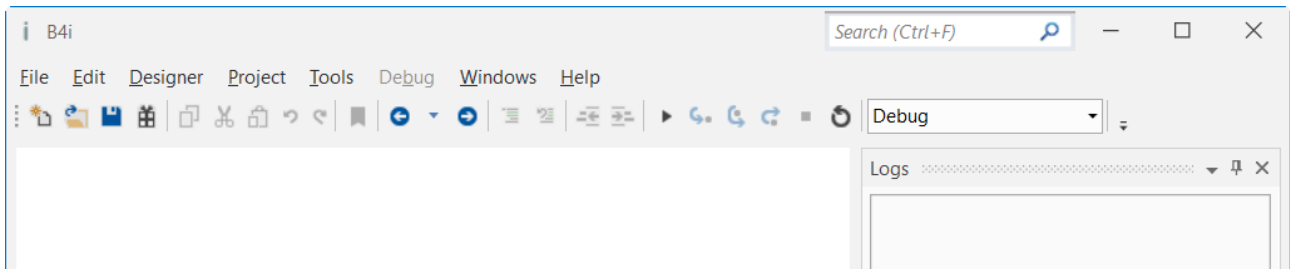 B4i
Search (Ctrl+F)
File Edit Designer Project Tools Debug Windows Help
Debug
Logs